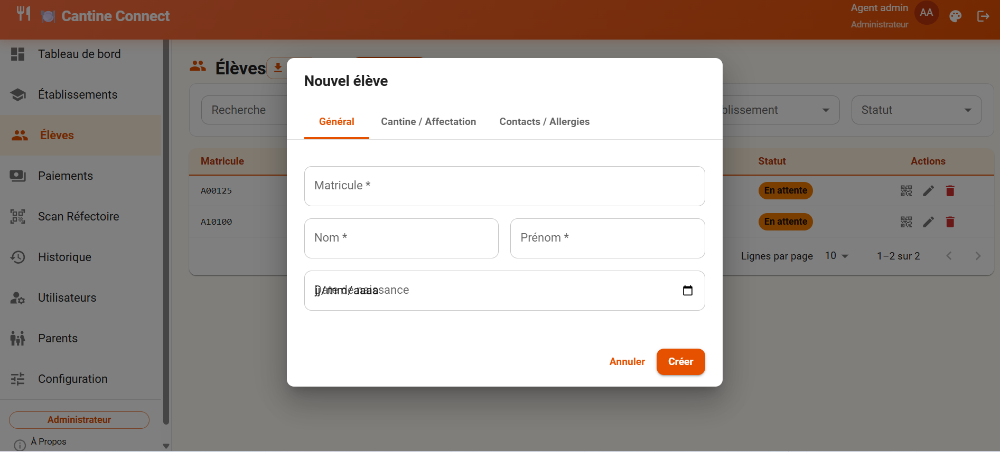 Cantine Connect
Agent admin
Administrateur
AA
Tableau de bord
Établissements
Élèves
Paiements
Scan Réfectoire
Historique
Utilisateurs
Parents
Configuration
Administrateur
À Propos
Élèves
Recherche
blissement
Statut
Matricule
Statut
Actions
A00125
En attente
A10100
En attente
Lignes par page
10
1–2 sur 2
Nouvel élève
Général
Cantine / Affectation
Contacts / Allergies
Matricule *
Nom *
Prénom *
Date de naissance
jj/mm/aaaa
Annuler
Créer